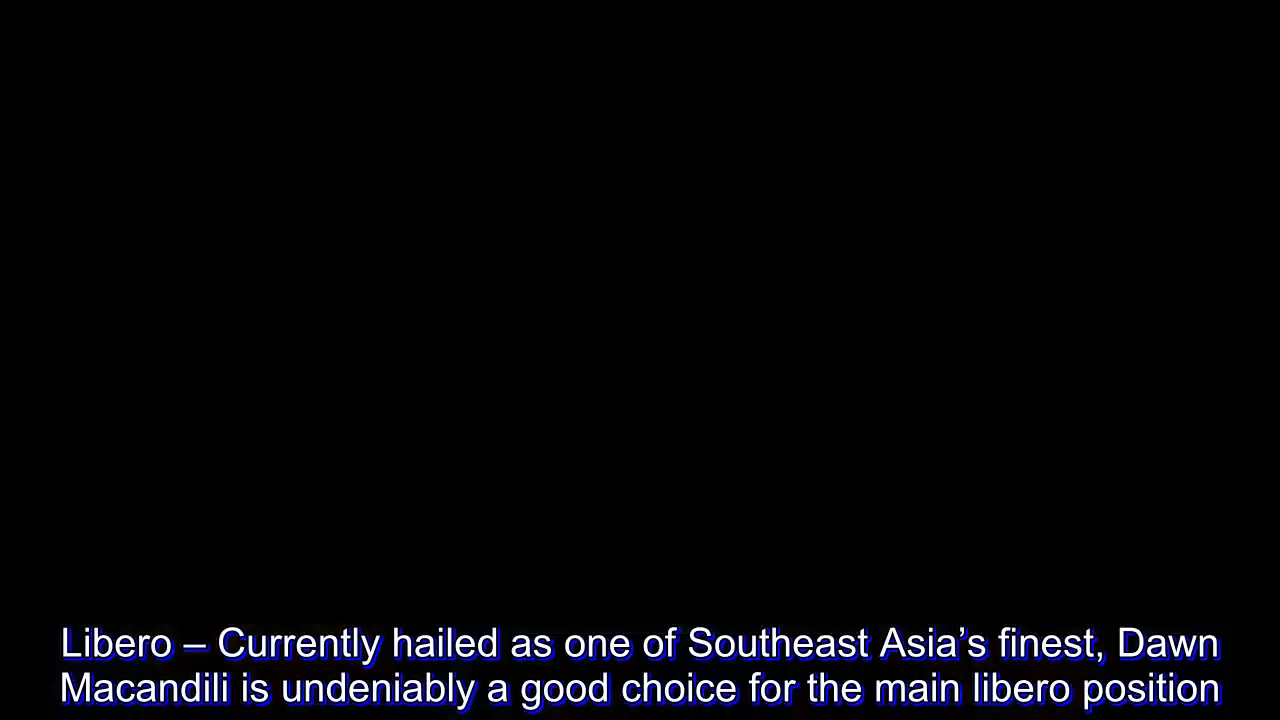 Libero – Currently hailed as one of Southeast Asia’s finest, Dawn
Macandili is undeniably a good choice for the main libero position